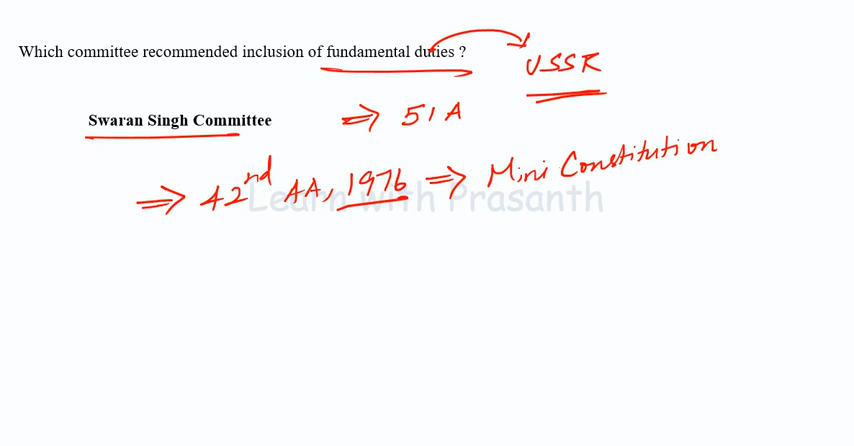 Which committee recommended inclusion of fundamental duties ?
USSR
Swaran Singh Committee
⇒ 51A
⇒ 42nd AA, 1976 ⇒ Mini Constitution
Learn with Prasanth